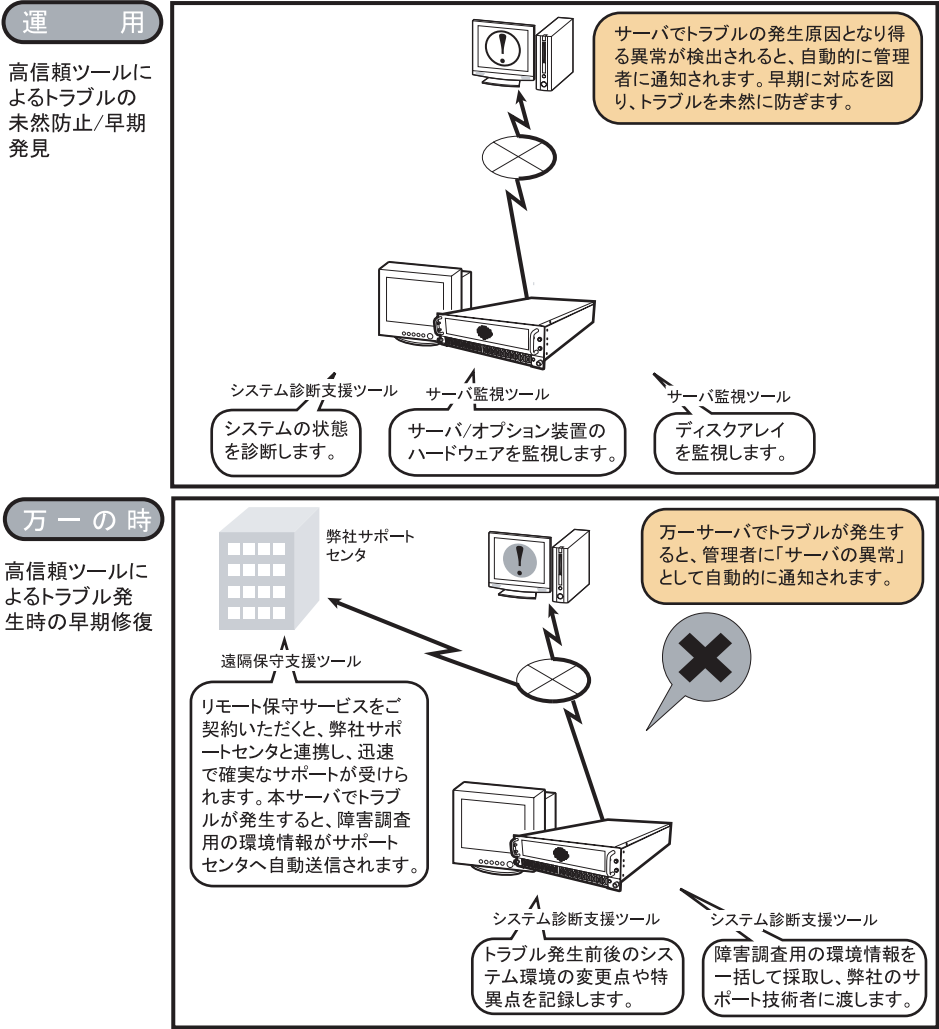 運　用
高信頼ツールに
よるトラブルの
未然防止/早期
発見
サーバでトラブルの発生原因となり得
る異常が検出されると、自動的に管理
者に通知されます。早期に対応を図
り、トラブルを未然に防ぎます。
システム診断支援ツール
システムの状態
を診断します。
サーバ監視ツール
サーバ/オプション装置の
ハードウェアを監視します。
サーバ監視ツール
ディスクアレイ
を監視します。
万一の時
高信頼ツールに
よるトラブル発
生時の早期修復
弊社サポート
センタ
万一サーバでトラブルが発生す
ると、管理者に「サーバの異常」
として自動的に通知されます。
遠隔保守支援ツール
リモート保守サービスをご
契約いただくと、弊社サポ
ートセンタと連携し、迅速
で確実なサポートが受けら
れます。本サーバでトラブ
ルが発生すると、障害調査
用の環境情報がサポート
センタへ自動送信されます。
システム診断支援ツール
トラブル発生前後のシス
テム環境の変更点や特
異点を記録します。
システム診断支援ツール
障害調査用の環境情報を
一括して採取し、弊社のサ
ポート技術者に渡します。